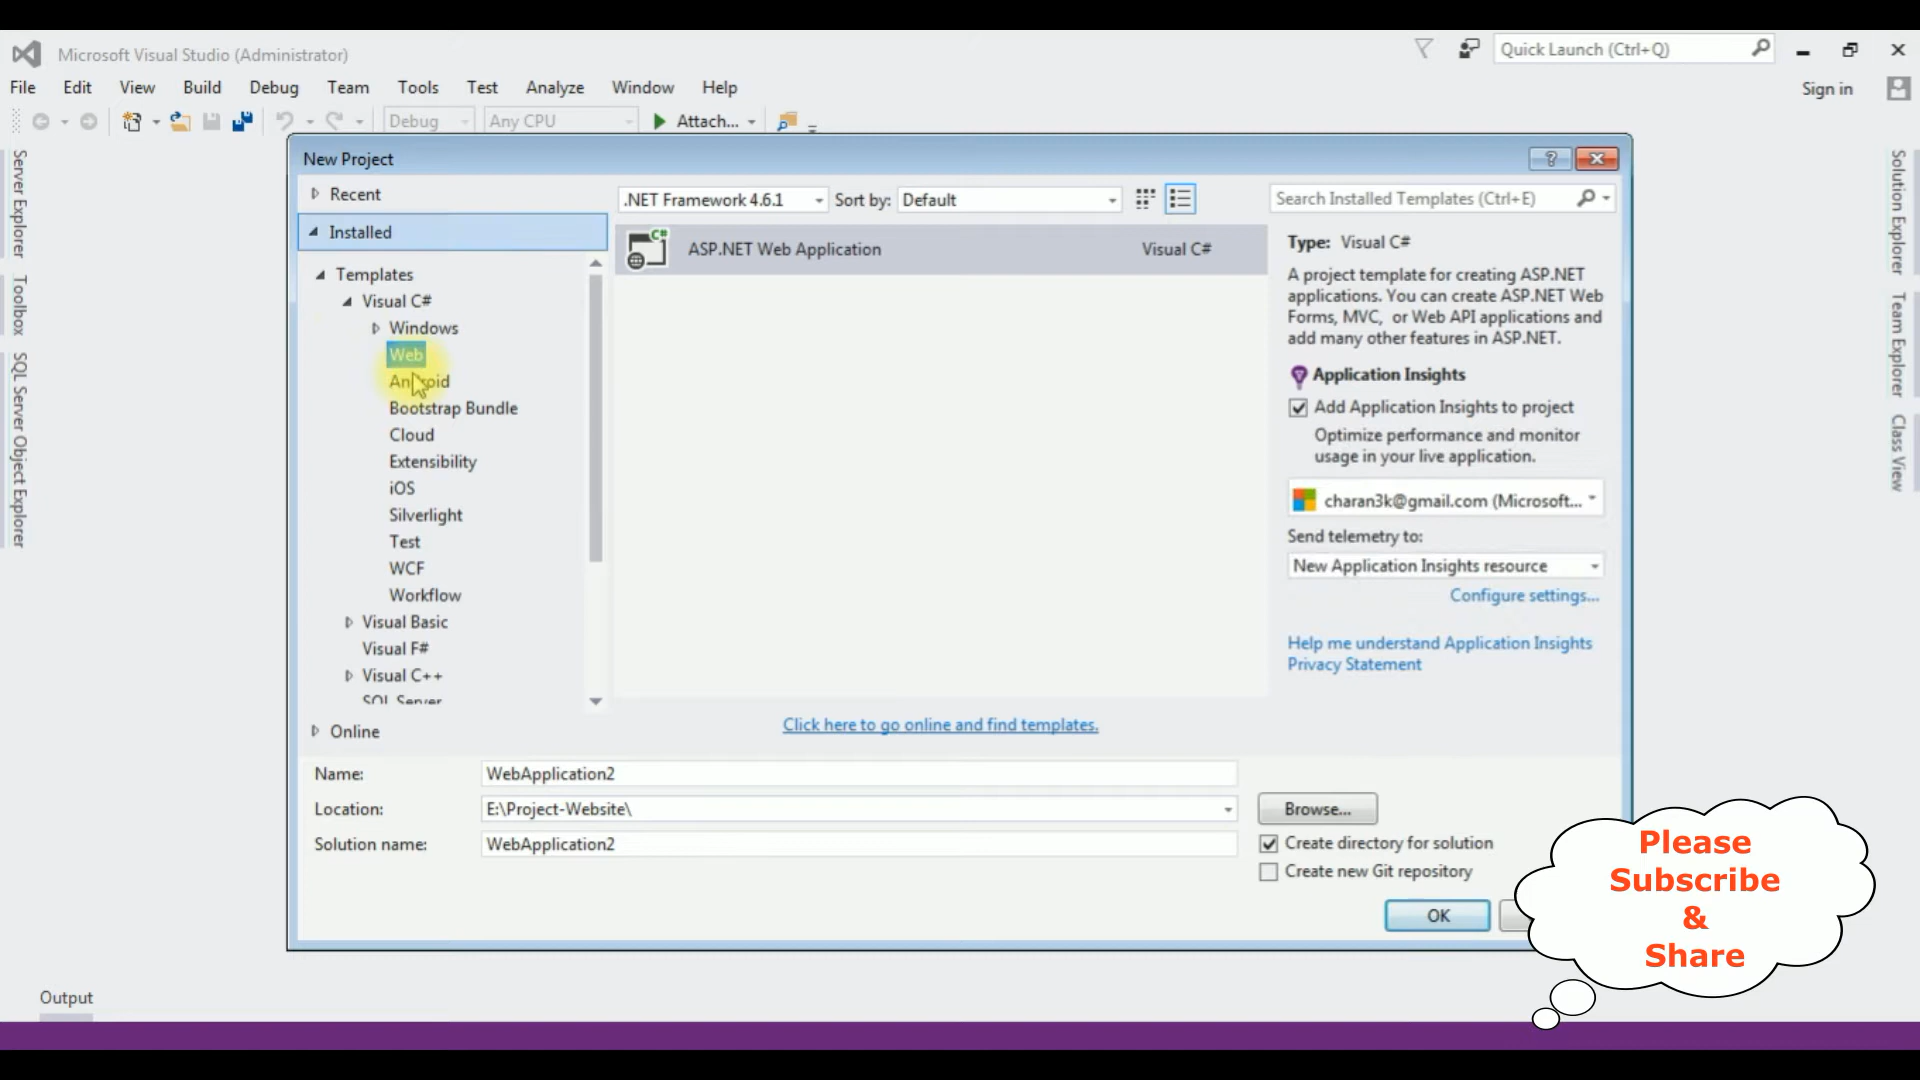 Microsoft Visual Studio (Administrator)
Quick Launch (Ctrl+Q)
File Edit View Build Debug Team Tools Test Analyze Window Help
Sign in
Debug Any CPU Attach...
Server Explorer
Toolbox
SQL Server Object Explorer
New Project
Recent
Installed
Templates
Visual C#
Windows
Web
Android
Bootstrap Bundle
Cloud
Extensibility
iOS
Silverlight
Test
WCF
Workflow
Visual Basic
Visual F#
Visual C++
SQL Server
Online
.NET Framework 4.6.1 Sort by: Default
ASP.NET Web Application Visual C#
Click here to go online and find templates.
Search Installed Templates (Ctrl+E)
Type: Visual C#
A project template for creating ASP.NET
applications. You can create ASP.NET Web
Forms, MVC, or Web API applications and
add many other features in ASP.NET.
Application Insights
Add Application Insights to project
Optimize performance and monitor
usage in your live application.
charan3k@gmail.com (Microsoft...
Send telemetry to:
New Application Insights resource
Configure settings...
Help me understand Application Insights
Privacy Statement
Name: WebApplication2
Location: E:\Project-Website\ Browse...
Solution name: WebApplication2
Create directory for solution
Create new Git repository
OK
Solution Explorer
Team Explorer
Class View
Please
Subscribe
&
Share
Output